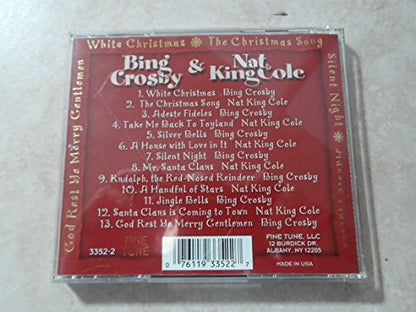 White Christmas ✻ The Christmas Song
Bing Crosby & Nat King Cole
1. White Christmas Bing Crosby
2. The Christmas Song Nat King Cole
3. Adeste Fideles Bing Crosby
4. Take Me Back To Toyland Nat King Cole
5. Silver Bells Bing Crosby
6. A House with Love in It Nat King Cole
7. Silent Night Bing Crosby
8. Mr. Santa Claus Nat King Cole
9. Rudolph, the Red-Nosed Reindeer Bing Crosby
10. A Handful of Stars Nat King Cole
11. Jingle Bells Bing Crosby
12. Santa Claus is Coming to Town Nat King Cole
13. God Rest Ye Merry Gentlemen Bing Crosby
God Rest Ye Merry Gentlemen
Silent Night ✻
3352-2
FINE TUNE
0 76119 33522 7
FINE TUNE, LLC
12 BURDICK DR.
ALBANY, NY 12205
MADE IN USA